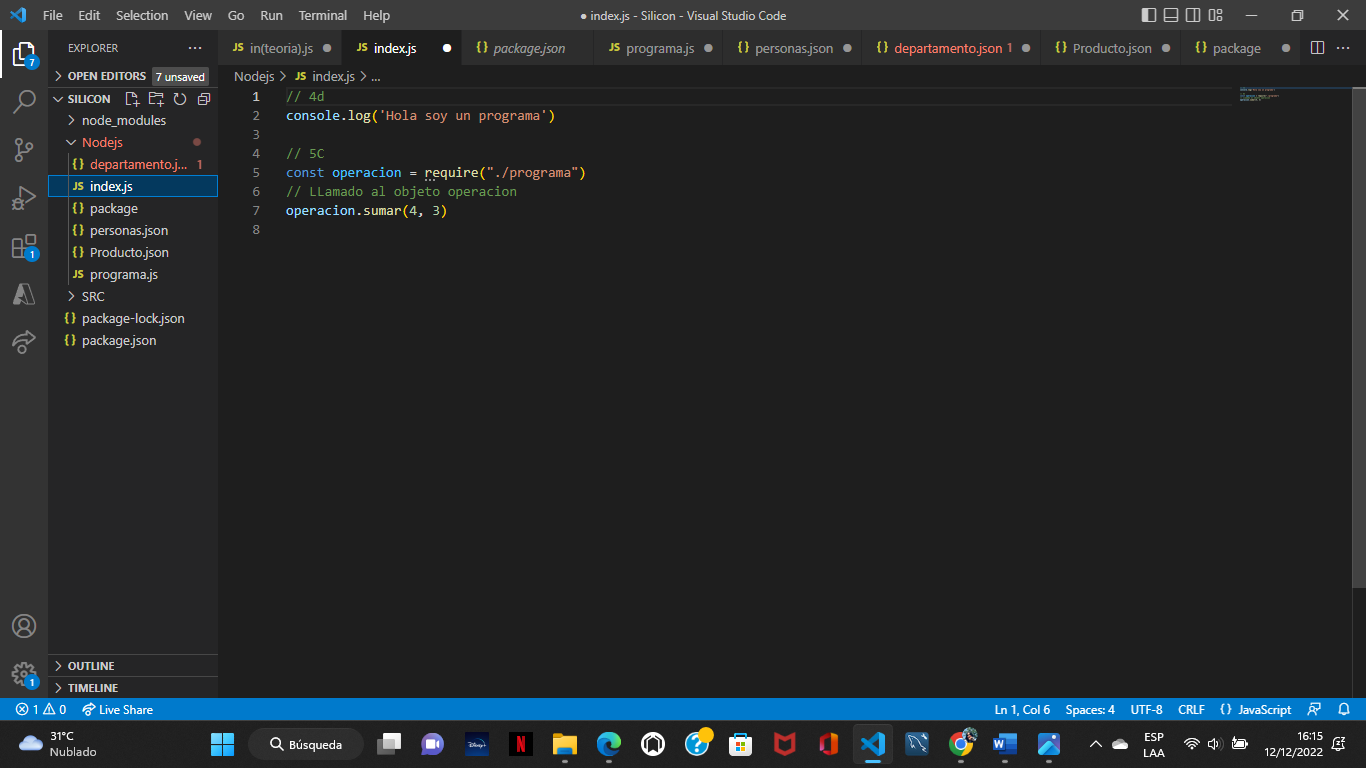 File Edit Selection View Go Run Terminal Help
● index.js - Silicon - Visual Studio Code
EXPLORER
in(teoria).js
index.js
package.json
programa.js
personas.json
departamento.json 1
Producto.json
package
OPEN EDITORS 7 unsaved
SILICON
node_modules
Nodejs
departamento.j... 1
index.js
package
personas.json
Producto.json
programa.js
SRC
package-lock.json
package.json
OUTLINE
TIMELINE
7
1
1
Nodejs > JS index.js > ...
1 // 4d
2 console.log('Hola soy un programa')
3
4 // 5C
5 const operacion = require("./programa")
6 // LLamado al objeto operacion
7 operacion.sumar(4, 3)
8
1 0 Live Share
Ln 1, Col 6 Spaces: 4 UTF-8 CRLF {} JavaScript
31°C
Nublado
Búsqueda
Disney+
N
ESP
LAA
16:15
12/12/2022